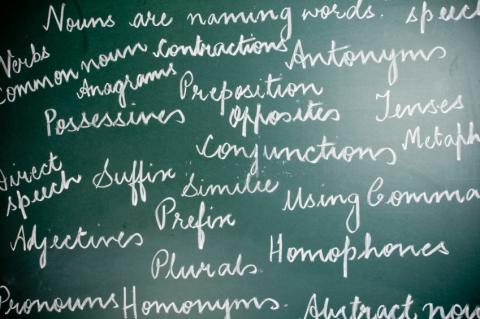 Nouns are naming words. speech
Verbs
common noun contractions Antonyms
Anagrams Preposition
Possessives opposites Tenses
Conjunctions Metaph
Direct
speech Suffix Similie Using Comma
Prefix
Adjectives Homophones
Plurals
Pronouns Homonyms. Abstract nou